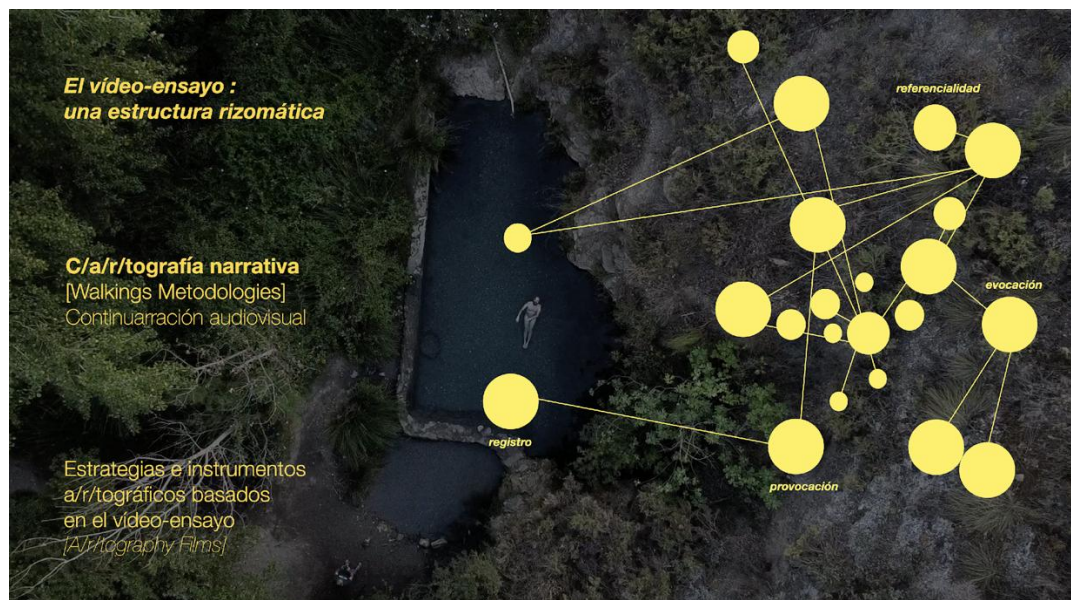 El vídeo-ensayo :
una estructura rizomática
C/a/r/tografía narrativa
[Walkings Metodologies]
Continuarración audiovisual
Estrategias e instrumentos
a/r/tográficos basados
en el vídeo-ensayo
[A/r/tography Films]
referencialidad
evocación
registro
provocación